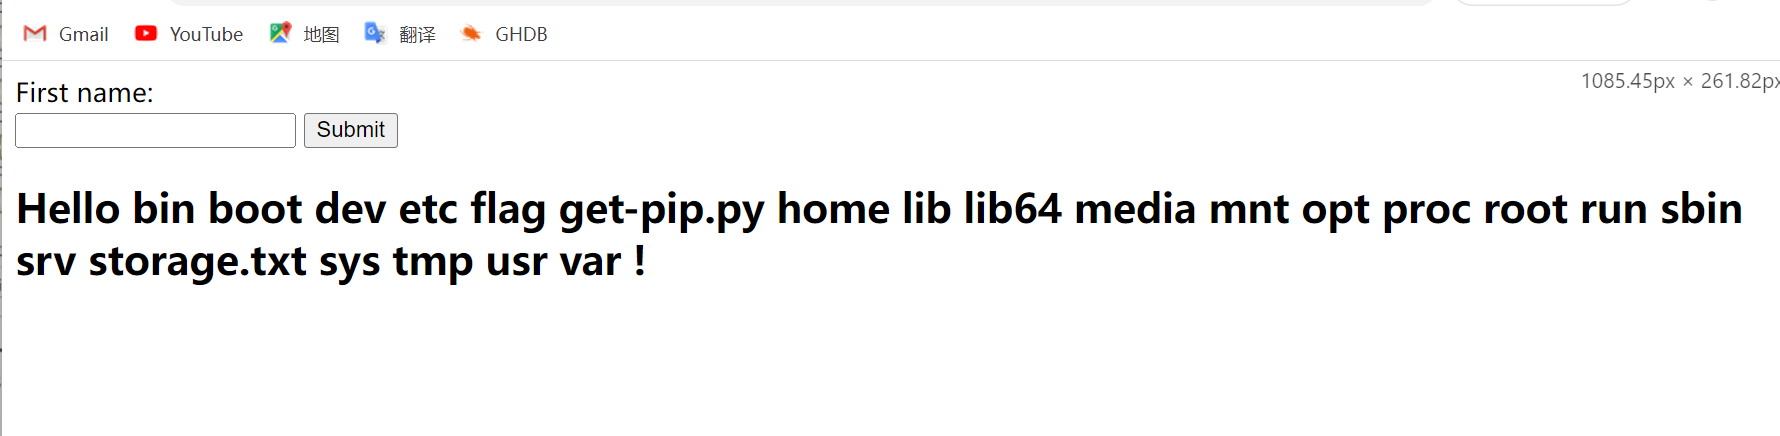 Gmail YouTube 地图 翻译 GHDB
1085.45px × 261.82px
First name:
Submit
Hello bin boot dev etc flag get-pip.py home lib lib64 media mnt opt proc root run sbin
srv storage.txt sys tmp usr var !